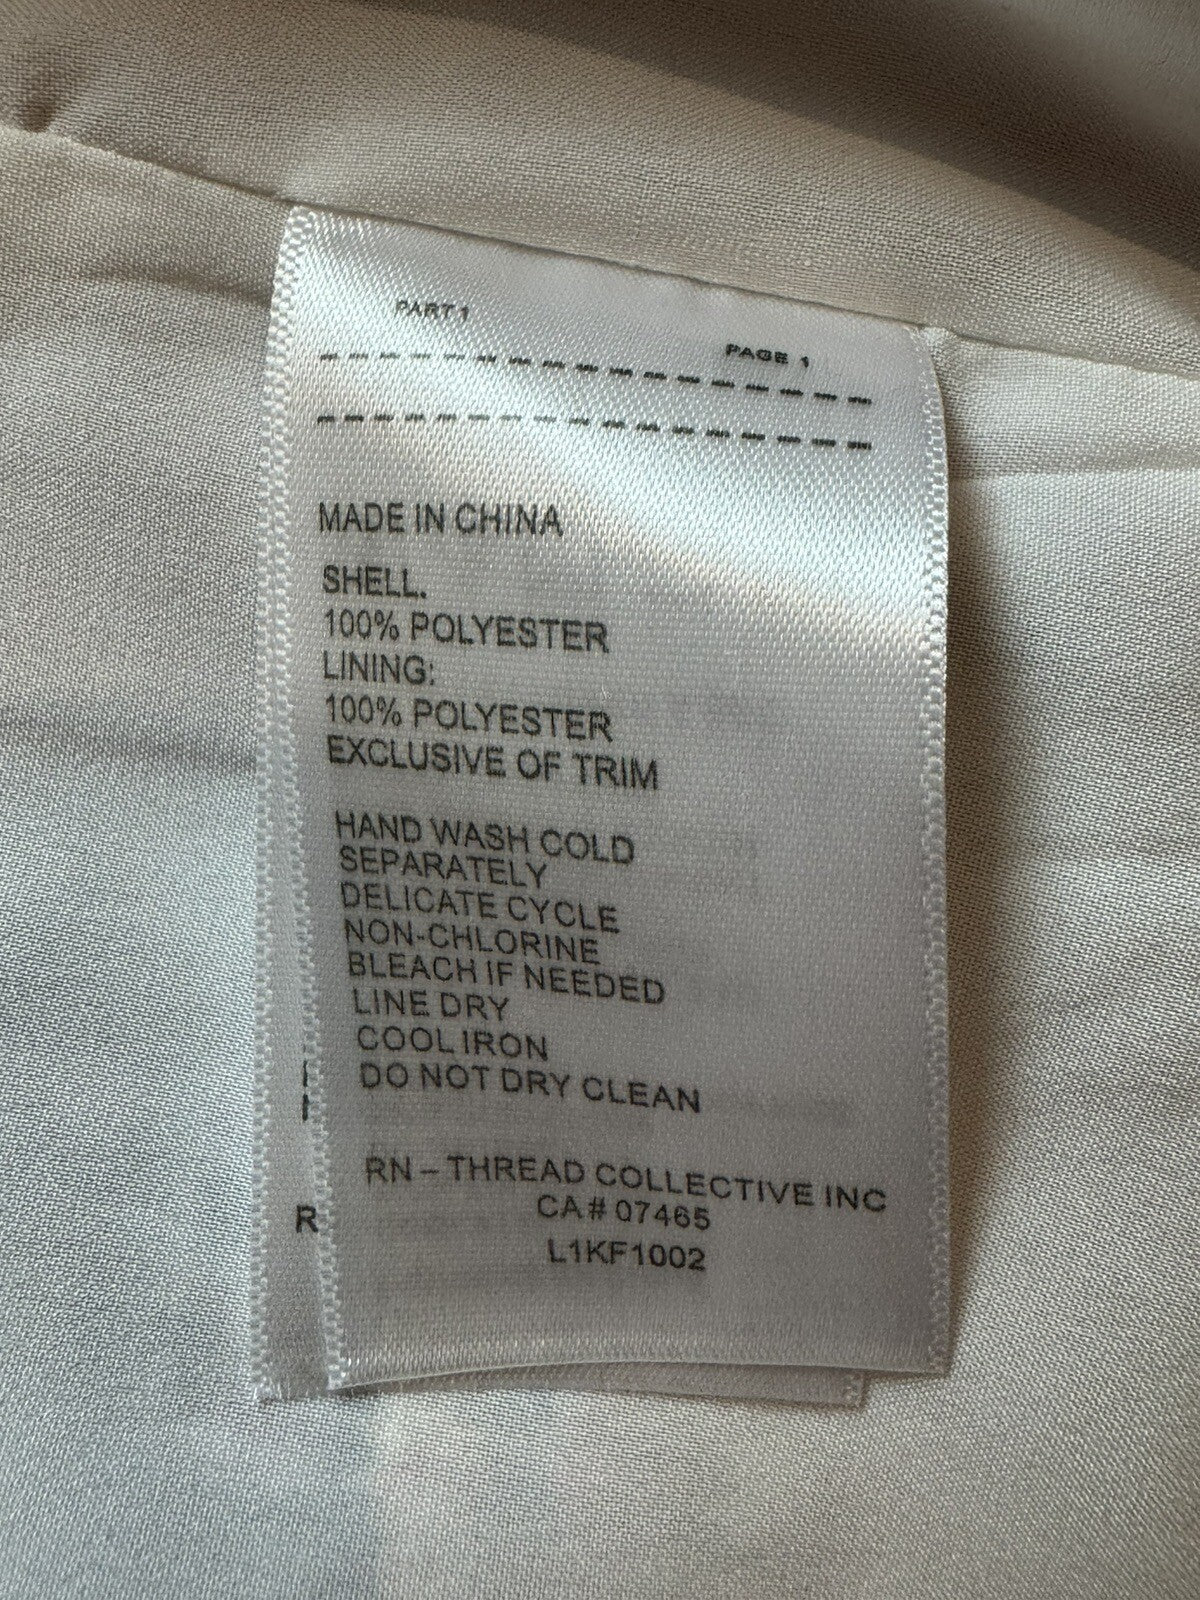 PART 1
PAGE 1
MADE IN CHINA
SHELL.
100% POLYESTER
LINING:
100% POLYESTER
EXCLUSIVE OF TRIM
HAND WASH COLD
SEPARATELY
DELICATE CYCLE
NON-CHLORINE
BLEACH IF NEEDED
LINE DRY
COOL IRON
DO NOT DRY CLEAN
RN – THREAD COLLECTIVE INC
CA# 07465
L1KF1002
R